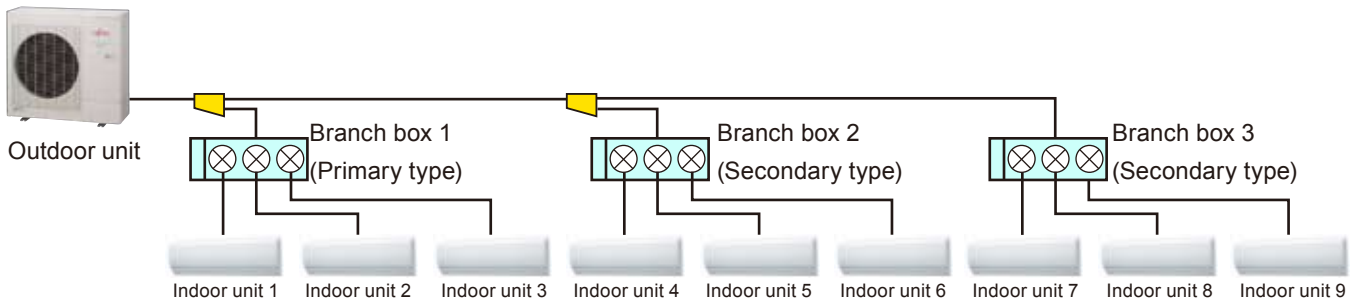 Outdoor unit
Branch box 1
(Primary type)
Branch box 2
(Secondary type)
Branch box 3
(Secondary type)
Indoor unit 1
Indoor unit 2
Indoor unit 3
Indoor unit 4
Indoor unit 5
Indoor unit 6
Indoor unit 7
Indoor unit 8
Indoor unit 9